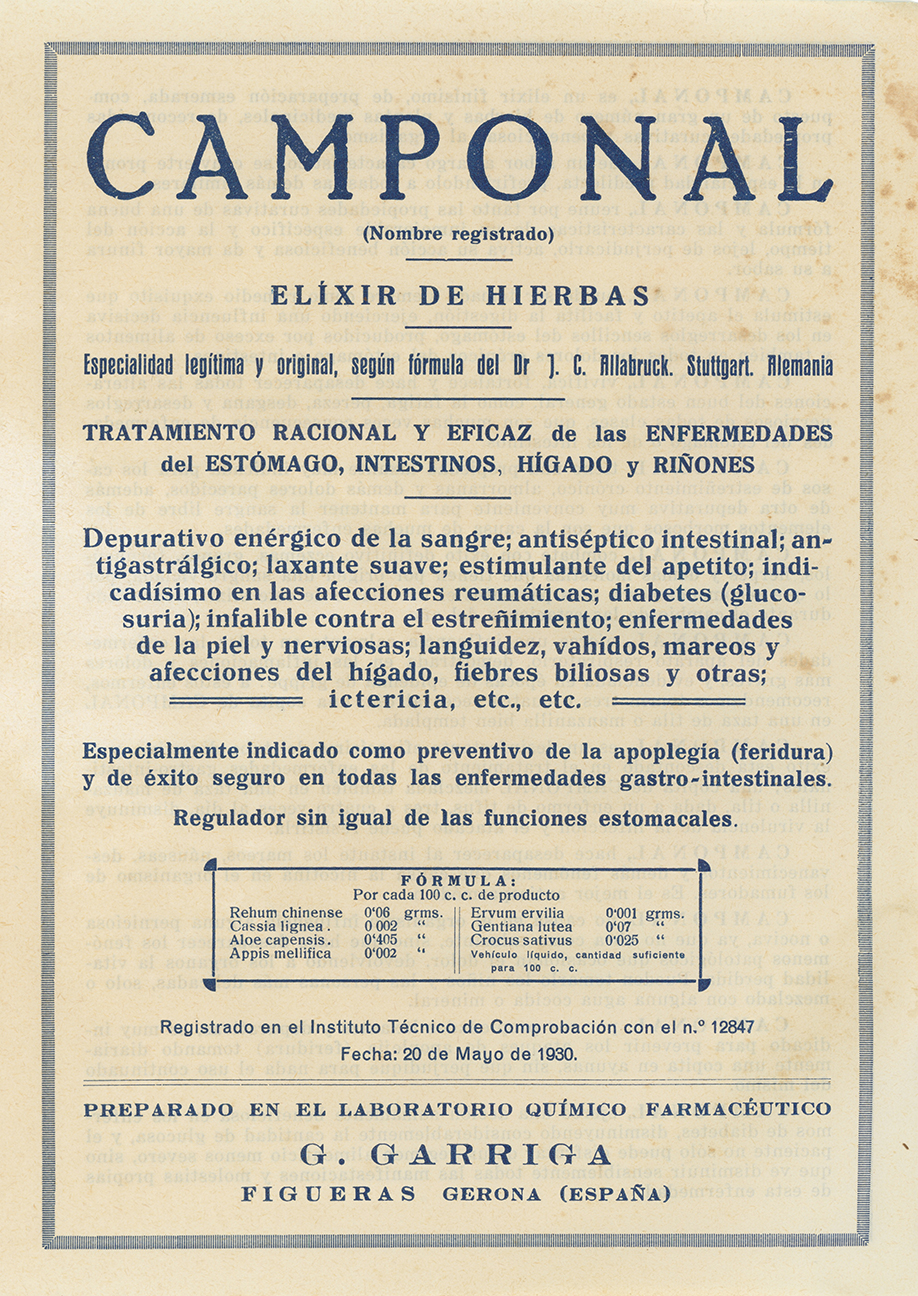 CAMPONAL
(Nombre registrado)
ELÍXIR DE HIERBAS
Especialidad legítima y original, según fórmula del Dr J. C. Allabruck. Stuttgart. Alemania
TRATAMIENTO RACIONAL Y EFICAZ de las ENFERMEDADES
del ESTÓMAGO, INTESTINOS, HÍGADO y RIÑONES
Depurativo enérgico de la sangre; antiséptico intestinal; an-
tigastrálgico; laxante suave; estimulante del apetito; indi-
cadísimo en las afecciones reumáticas; diabetes (gluco-
suria); infalible contra el estreñimiento; enfermedades
de la piel y nerviosas; languidez, vahídos, mareos y
afecciones del hígado, fiebres biliosas y otras;
ictericia, etc., etc.
Especialmente indicado como preventivo de la apoplegía (feridura)
y de éxito seguro en todas las enfermedades gastro-intestinales.
Regulador sin igual de las funciones estomacales.
FÓRMULA:
Por cada 100 c. c. de producto
Rehum chinense 0'06 grms.
Cassia lignea . 0 002 “
Aloe capensis . 0'405 “
Appis mellifica 0'002 “
Ervum ervilia 0'001 grms.
Gentiana lutea 0'07 “
Crocus sativus 0'025 “
Vehículo líquido, cantidad suficiente
para 100 c. c.
Registrado en el Instituto Técnico de Comprobación con el n.º 12847
Fecha: 20 de Mayo de 1930.
PREPARADO EN EL LABORATORIO QUÍMICO FARMACÉUTICO
G. GARRIGA
FIGUERAS GERONA (ESPAÑA)